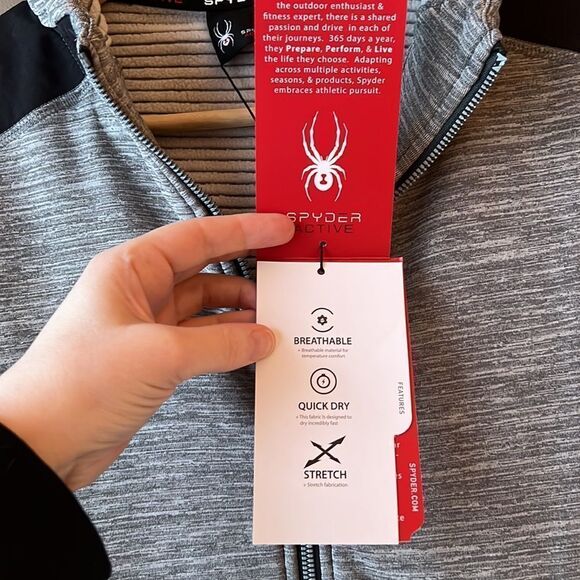 SPYDER
the outdoor enthusiast &
fitness expert, there is a shared
passion and drive in each of
their journeys. 365 days a year,
they Prepare, Perform, & Live
the life they choose. Adapting
across multiple activities,
seasons, & products, Spyder
embraces athletic pursuit.
SPYDER
ACTIVE
BREATHABLE
+ Breathable material for
temperature comfort
QUICK DRY
+ This fabric is designed to
dry incredibly fast
STRETCH
+ Stretch fabrication
FEATURES
SPYDER.COM